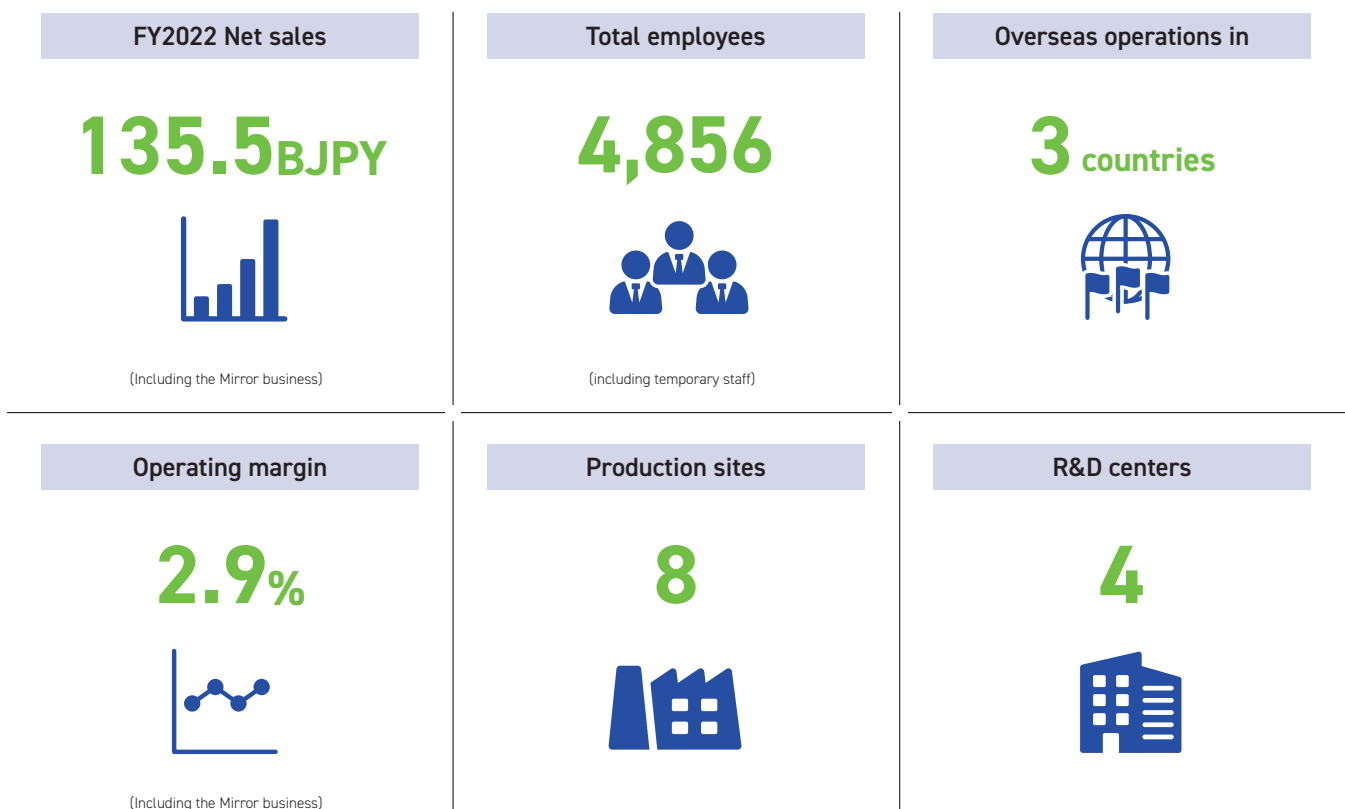 FY2022 Net sales
135.5BJPY
(Including the Mirror business)
Total employees
4,856
(including temporary staff)
Overseas operations in
3 countries
Operating margin
2.9%
(Including the Mirror business)
Production sites
8
R&D centers
4